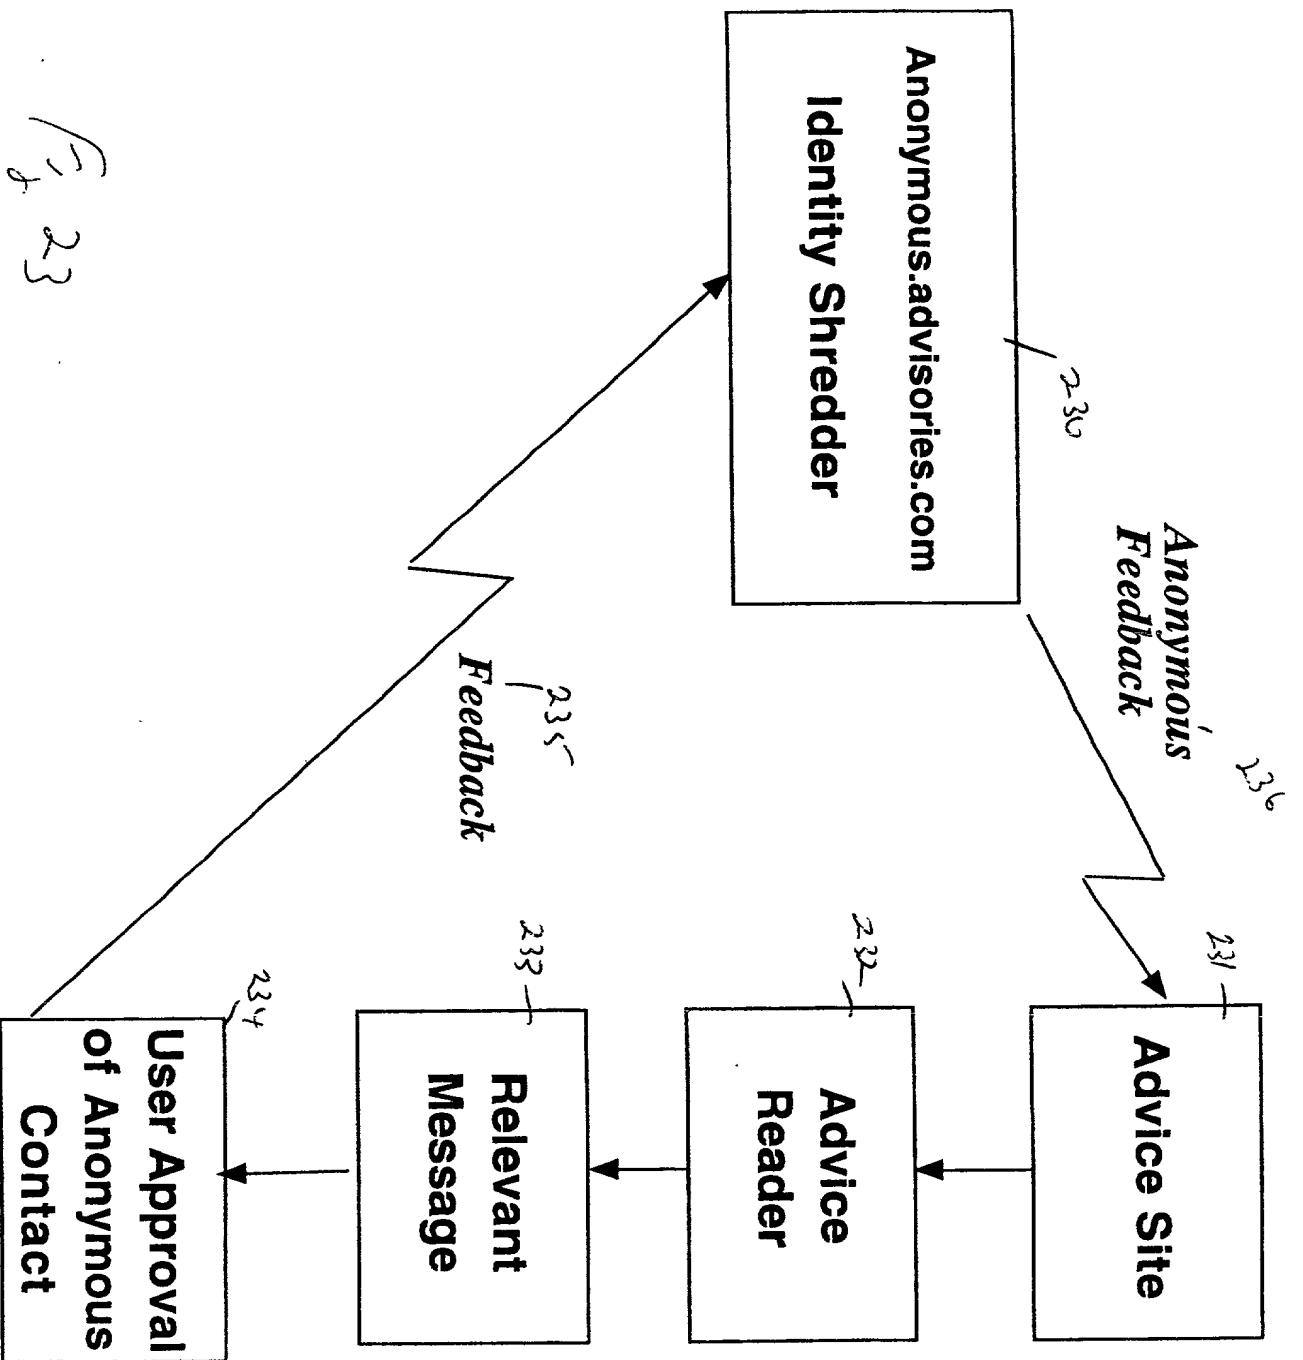 236
231
Anonymous
Feedback
Advice Site
230
Anonymous.advisories.com
Identity Shredder
232
Advice
Reader
235
Feedback
233
Relevant
Message
234
User Approval
of Anonymous
Contact
Fig 23